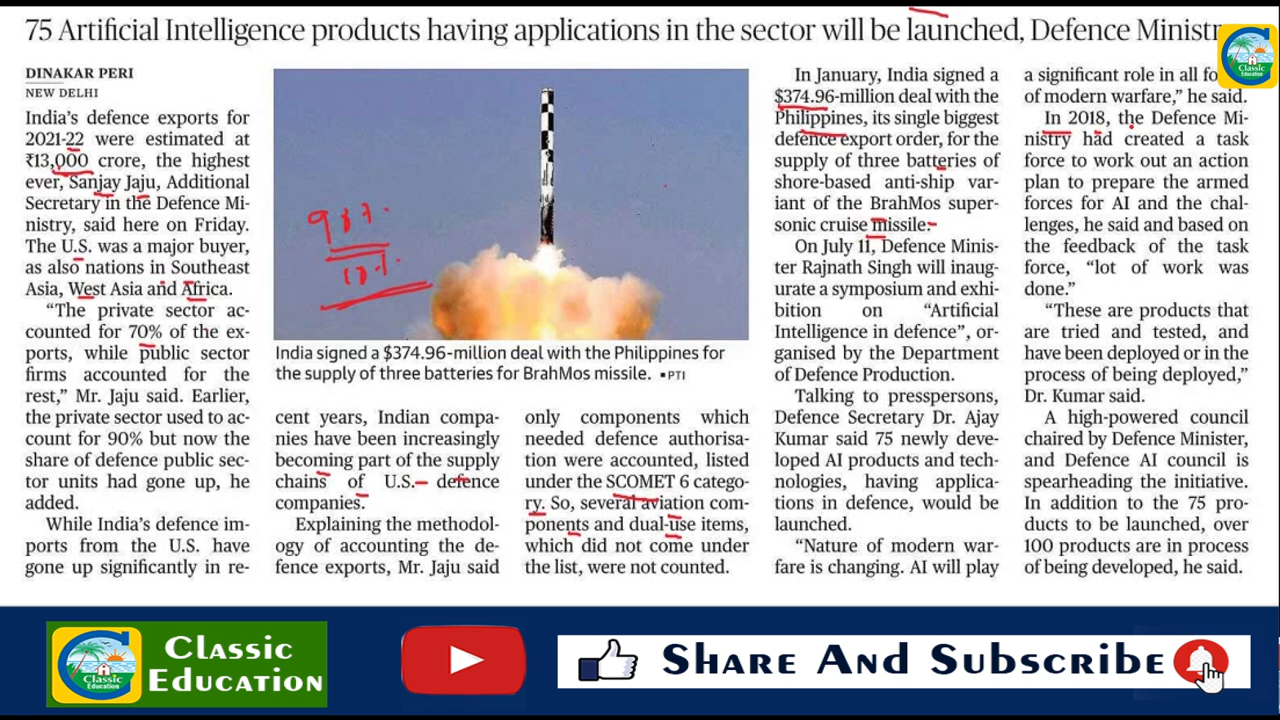 75 Artificial Intelligence products having applications in the sector will be launched, Defence Ministr
DINAKAR PERI
NEW DELHI
India's defence exports for
2021-22 were estimated at
₹13,000 crore, the highest
ever, Sanjay Jaju, Additional
Secretary in the Defence Mi-
nistry, said here on Friday.
The U.S. was a major buyer,
as also nations in Southeast
Asia, West Asia and Africa.
"The private sector ac-
counted for 70% of the ex-
ports, while public sector
firms accounted for the
rest," Mr. Jaju said. Earlier,
the private sector used to ac-
count for 90% but now the
share of defence public sec-
tor units had gone up, he
added.
While India's defence im-
ports from the U.S. have
gone up significantly in re-
India signed a $374.96-million deal with the Philippines for
the supply of three batteries for BrahMos missile. ▪PTI
cent years, Indian compa-
nies have been increasingly
becoming part of the supply
chains of U.S. defence
companies.
Explaining the methodol-
ogy of accounting the de-
fence exports, Mr. Jaju said
only components which
needed defence authorisa-
tion were accounted, listed
under the SCOMET 6 catego-
ry. So, several aviation com-
ponents and dual-use items,
which did not come under
the list, were not counted.
In January, India signed a
$374.96-million deal with the
Philippines, its single biggest
defence export order, for the
supply of three batteries of
shore-based anti-ship var-
iant of the BrahMos super-
sonic cruise missile.
On July 11, Defence Minis-
ter Rajnath Singh will inaug-
urate a symposium and exhi-
bition on "Artificial
Intelligence in defence", or-
ganised by the Department
of Defence Production.
Talking to presspersons,
Defence Secretary Dr. Ajay
Kumar said 75 newly deve-
loped AI products and tech-
nologies, having applica-
tions in defence, would be
launched.
"Nature of modern war-
fare is changing. AI will play
a significant role in all fo
of modern warfare," he said.
In 2018, the Defence Mi-
nistry had created a task
force to work out an action
plan to prepare the armed
forces for AI and the chal-
lenges, he said and based on
the feedback of the task
force, "lot of work was
done."
"These are products that
are tried and tested, and
have been deployed or in the
process of being deployed,"
Dr. Kumar said.
A high-powered council
chaired by Defence Minister,
and Defence AI council is
spearheading the initiative.
In addition to the 75 pro-
ducts to be launched, over
100 products are in process
of being developed, he said.
Classic
Education
Classic
Education
Classic
Education
Share And Subscribe